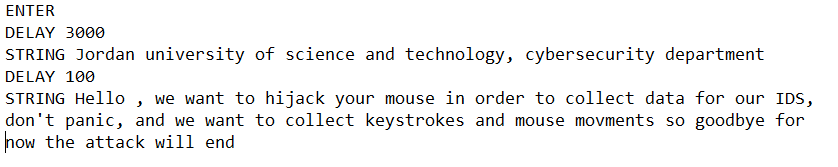 ENTER
DELAY 3000
STRING Jordan university of science and technology, cybersecurity department
DELAY 100
STRING Hello , we want to hijack your mouse in order to collect data for our IDS,
don't panic, and we want to collect keystrokes and mouse movments so goodbye for
now the attack will end